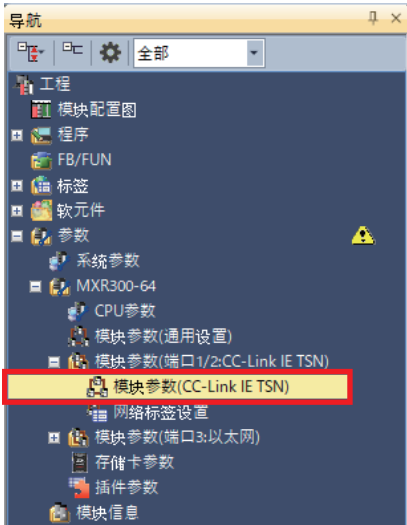 导航
全部
工程
模块配置图
程序
FB/FUN
标签
软元件
参数
系统参数
MXR300-64
CPU参数
模块参数(通用设置)
模块参数(端口1/2:CC-Link IE TSN)
模块参数(CC-Link IE TSN)
网络标签设置
模块参数(端口3:以太网)
存储卡参数
插件参数
模块信息